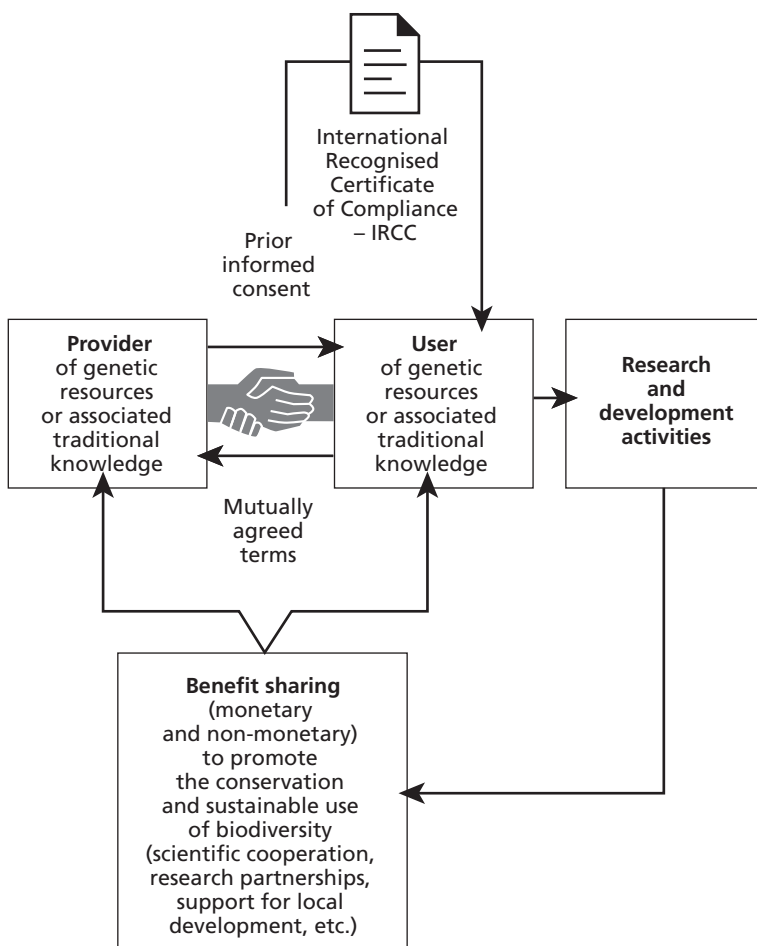 International
Recognised
Certificate
of Compliance
– IRCC
Prior
informed
consent
Provider
of genetic
resources
or associated
traditional
knowledge
User
of genetic
resources
or associated
traditional
knowledge
Research
and
development
activities
Mutually
agreed
terms
Benefit sharing
(monetary
and non-monetary)
to promote
the conservation
and sustainable use
of biodiversity
(scientific cooperation,
research partnerships,
support for local
development, etc.)